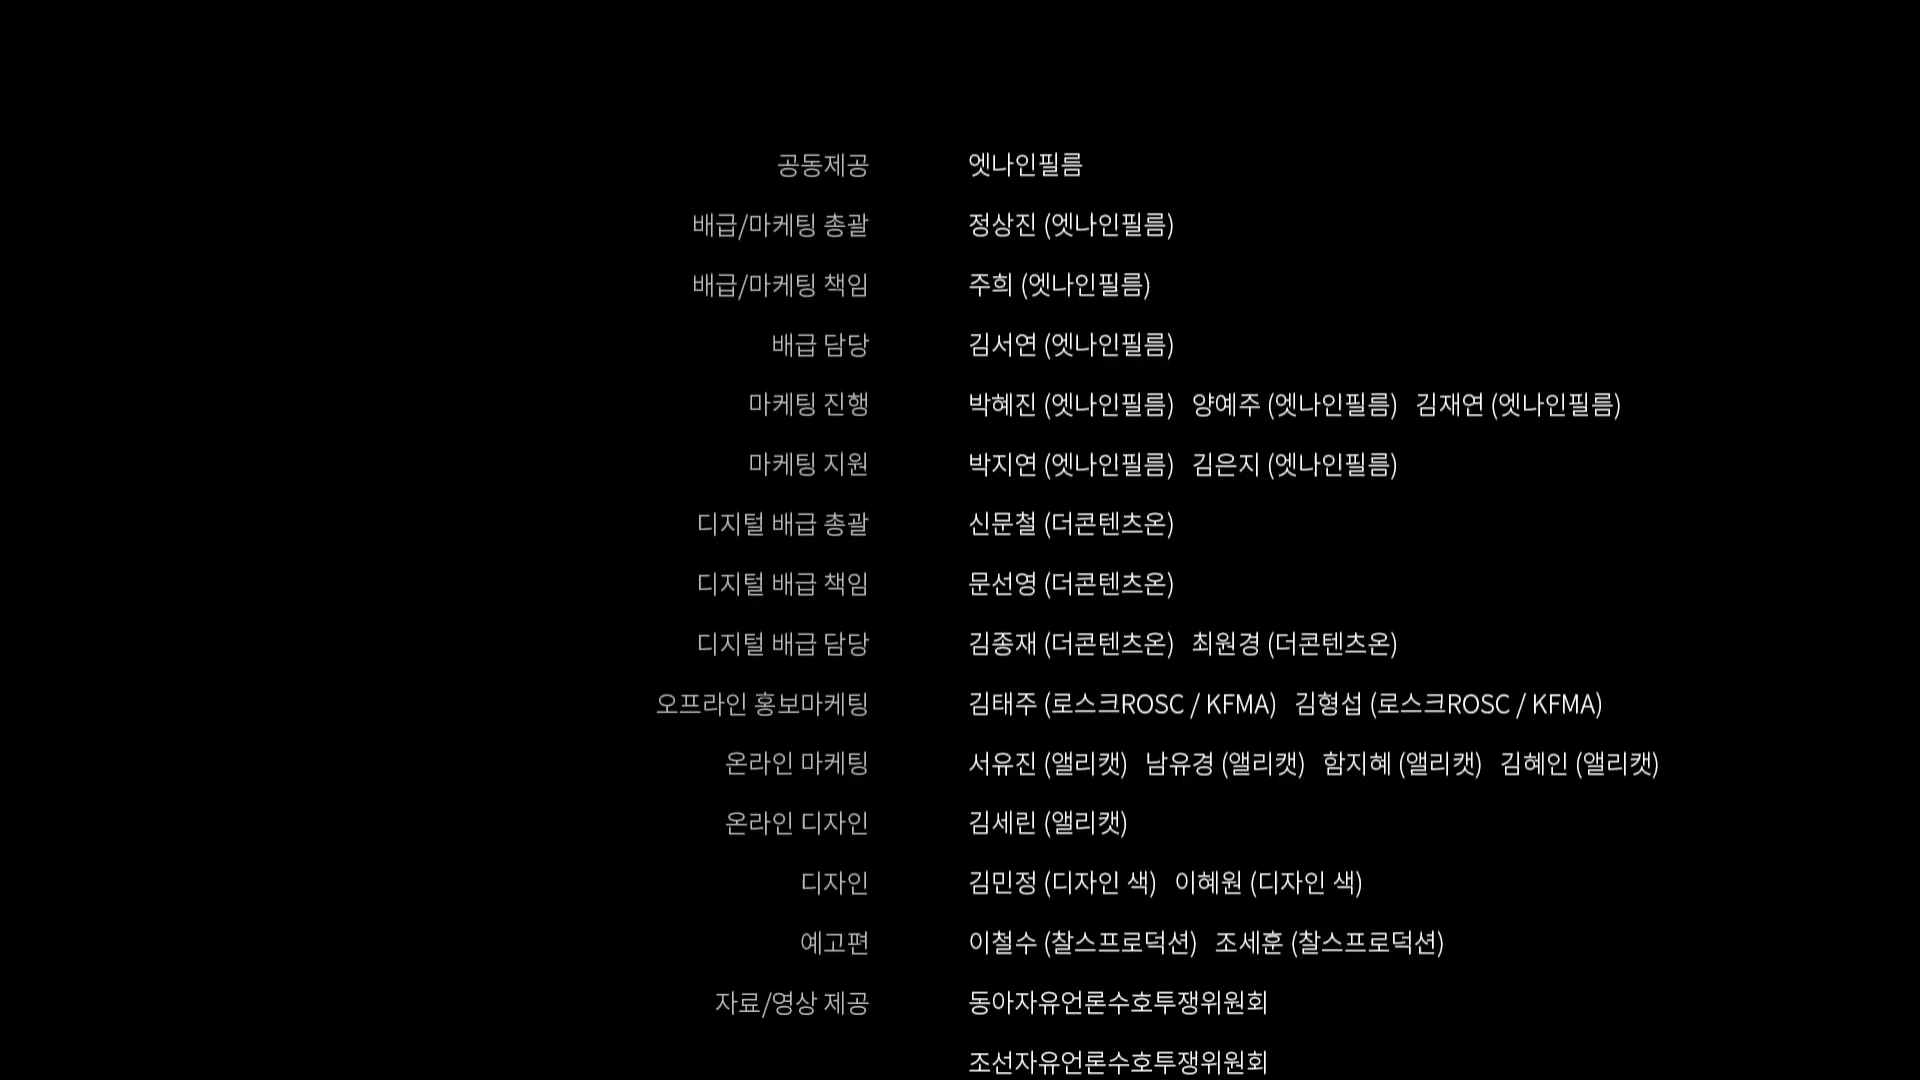 공동제공 엣나인필름
배급/마케팅 총괄 정상진 (엣나인필름)
배급/마케팅 책임 주희 (엣나인필름)
배급 담당 김서연 (엣나인필름)
마케팅 진행 박혜진 (엣나인필름) 양예주 (엣나인필름) 김재연 (엣나인필름)
마케팅 지원 박지연 (엣나인필름) 김은지 (엣나인필름)
디지털 배급 총괄 신문철 (더콘텐츠온)
디지털 배급 책임 문선영 (더콘텐츠온)
디지털 배급 담당 김종재 (더콘텐츠온) 최원경 (더콘텐츠온)
오프라인 홍보마케팅 김태주 (로스크ROSC / KFMA) 김형섭 (로스크ROSC / KFMA)
온라인 마케팅 서유진 (앨리캣) 남유경 (앨리캣) 함지혜 (앨리캣) 김혜인 (앨리캣)
온라인 디자인 김세린 (앨리캣)
디자인 김민정 (디자인 색) 이혜원 (디자인 색)
예고편 이철수 (찰스프로덕션) 조세훈 (찰스프로덕션)
자료/영상 제공 동아자유언론수호투쟁위원회
조선자유언론수호투쟁위원회